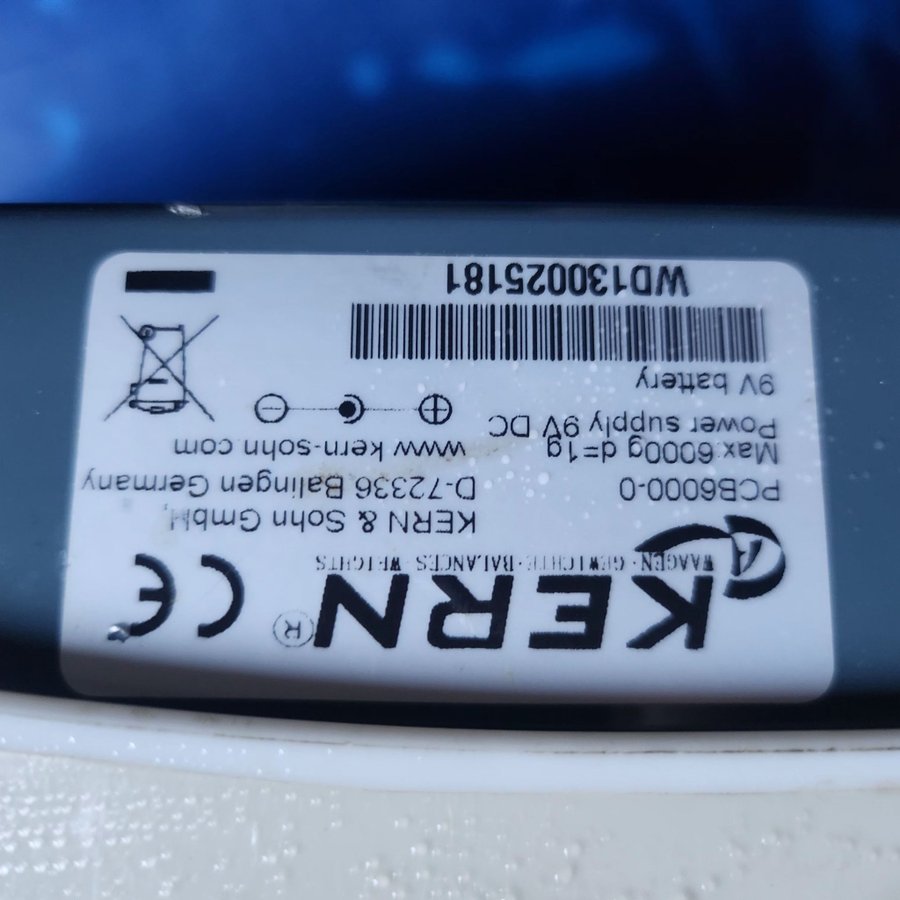 KERN®
WAAGEN·GEWICHTE·BALANCES·WEIGHTS
CE
KERN & Sohn GmbH,
D-72336 Balingen Germany
www.kern-sohn.com
PCB6000-0
Max:6000g d=1g
Power supply 9V DC
9V battery
WD130025181